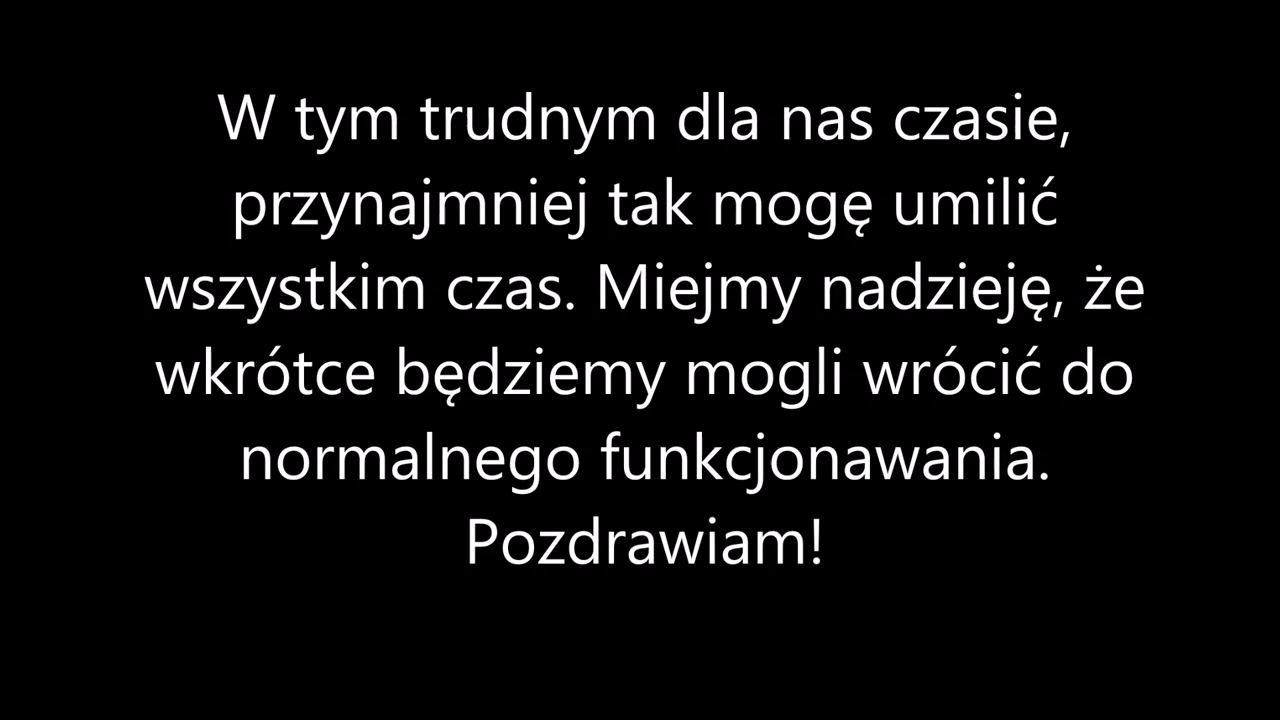 W tym trudnym dla nas czasie,
przynajmniej tak mogę umilić
wszystkim czas. Miejmy nadzieję, że
wkrótce będziemy mogli wrócić do
normalnego funkcjonawania.
Pozdrawiam!